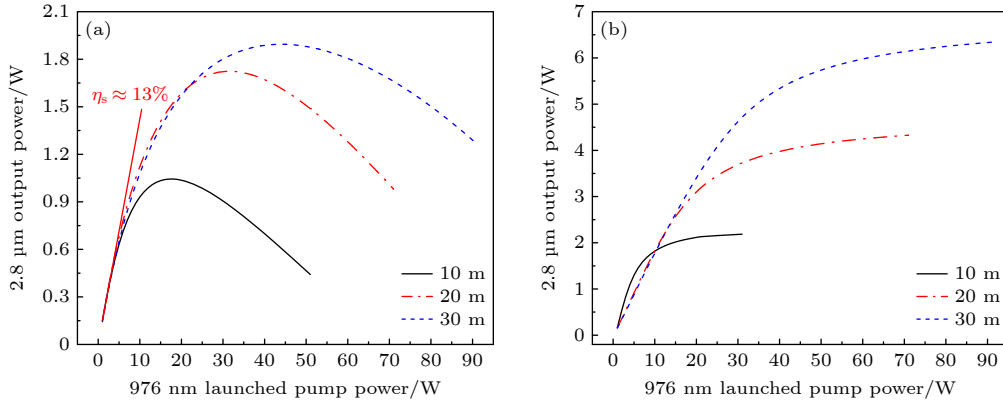 (a)
2.1
1.8
1.5
1.2
0.9
0.6
0.3
0
2.8 μm output power/W
ηs ≈ 13%
10 m
20 m
30 m
0 10 20 30 40 50 60 70 80 90
976 nm launched pump power/W
(b)
7
6
5
4
3
2
1
0
2.8 μm output power/W
10 m
20 m
30 m
0 10 20 30 40 50 60 70 80 90
976 nm launched pump power/W